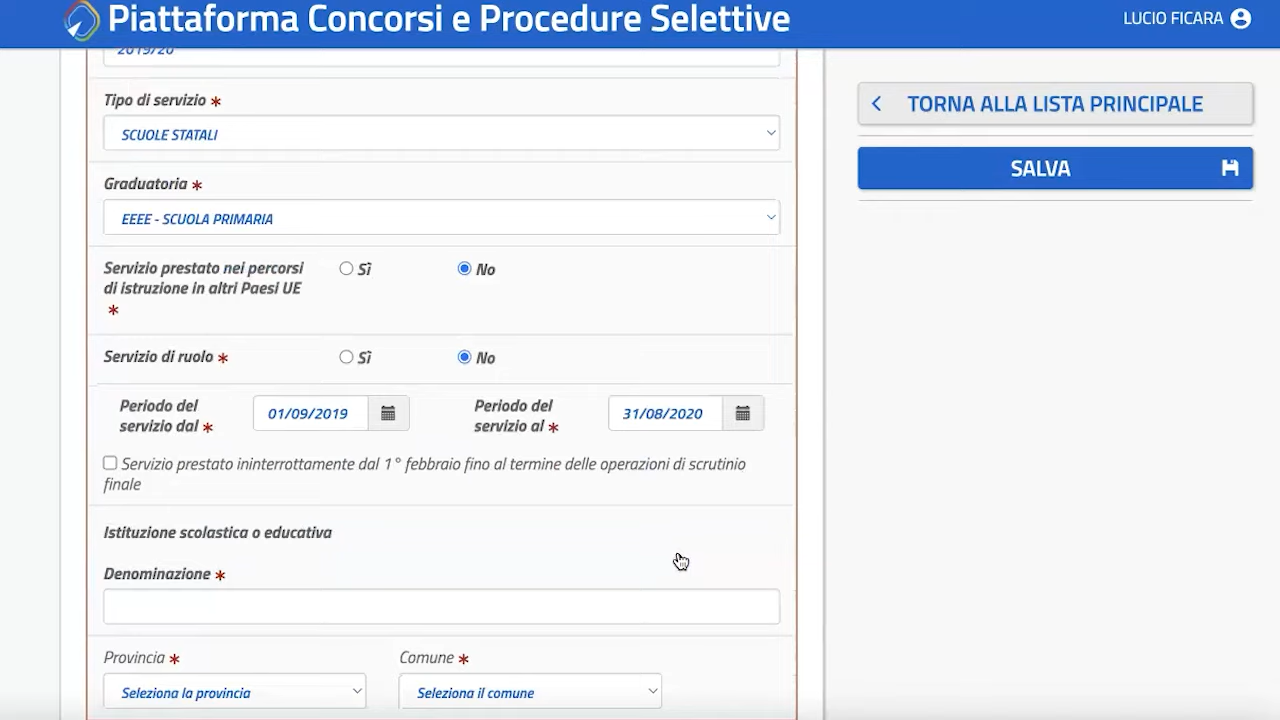 Piattaforma Concorsi e Procedure Selettive
LUCIO FICARA
2019/20
Tipo di servizio *
SCUOLE STATALI
Graduatoria *
EEEE - SCUOLA PRIMARIA
Servizio prestato nei percorsi
di istruzione in altri Paesi UE
*
Sì
No
Servizio di ruolo *
Sì
No
Periodo del
servizio dal *
01/09/2019
Periodo del
servizio al *
31/08/2020
Servizio prestato ininterrottamente dal 1° febbraio fino al termine delle operazioni di scrutinio
finale
Istituzione scolastica o educativa
Denominazione *
Provincia *
Comune *
Seleziona la provincia
Seleziona il comune
TORNA ALLA LISTA PRINCIPALE
SALVA